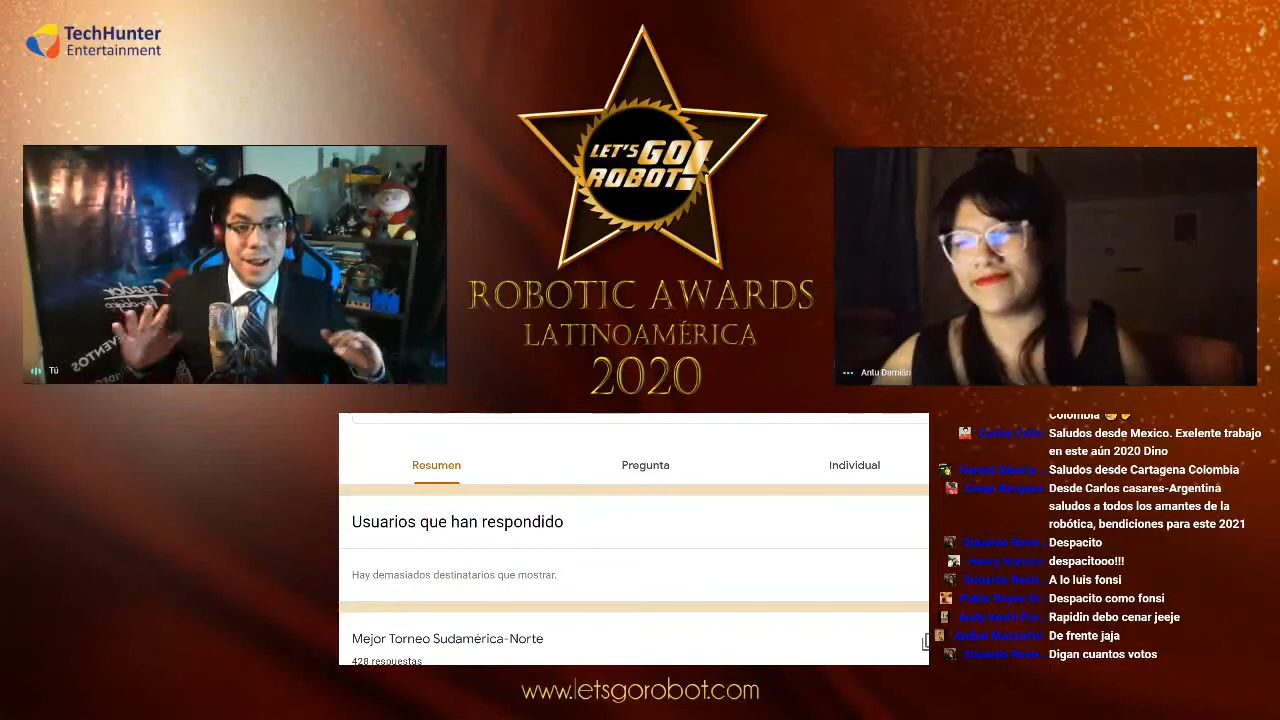 TechHunter
Entertainment
LET'S GO
ROBOT!
ROBOTIC AWARDS
LATINOAMÉRICA
2020
Tú
Antu Damián
Resumen
Pregunta
Individual
Usuarios que han respondido
Hay demasiados destinatarios que mostrar.
Mejor Torneo Sudamérica-Norte
428 respuestas
Colombia
Saludos desde Mexico. Exelente trabajo
en este aún 2020 Dino
Saludos desde Cartagena Colombia
Desde Carlos casares-Argentina
saludos a todos los amantes de la
robótica, bendiciones para este 2021
Despacito
despacitooo!!!
A lo luis fonsi
Despacito como fonsi
Rapidin debo cenar jeeje
De frente jaja
Digan cuantos votos
www.letsgorobot.com